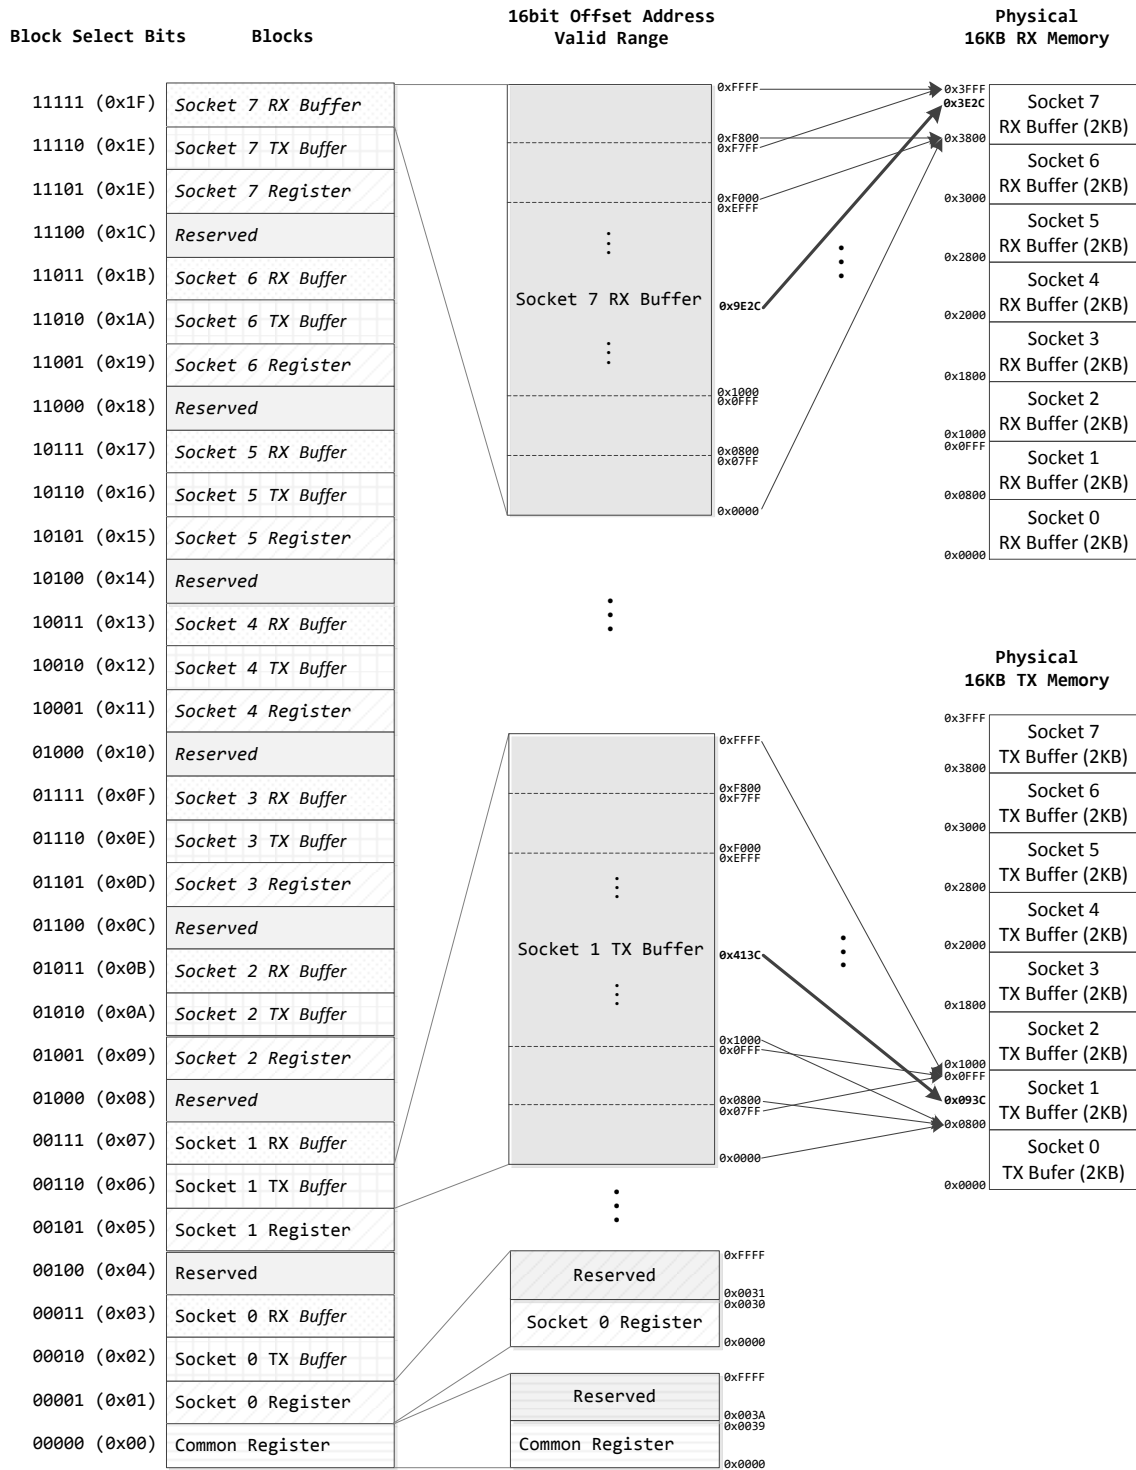 16bit Offset Address
Valid Range
Physical
16KB RX Memory
Block Select Bits
Blocks
11111 (0x1F) Socket 7 RX Buffer
11110 (0x1E) Socket 7 TX Buffer
11101 (0x1E) Socket 7 Register
11100 (0x1C) Reserved
11011 (0x1B) Socket 6 RX Buffer
11010 (0x1A) Socket 6 TX Buffer
11001 (0x19) Socket 6 Register
11000 (0x18) Reserved
10111 (0x17) Socket 5 RX Buffer
10110 (0x16) Socket 5 TX Buffer
10101 (0x15) Socket 5 Register
10100 (0x14) Reserved
10011 (0x13) Socket 4 RX Buffer
10010 (0x12) Socket 4 TX Buffer
10001 (0x11) Socket 4 Register
01000 (0x10) Reserved
01111 (0x0F) Socket 3 RX Buffer
01110 (0x0E) Socket 3 TX Buffer
01101 (0x0D) Socket 3 Register
01100 (0x0C) Reserved
01011 (0x0B) Socket 2 RX Buffer
01010 (0x0A) Socket 2 TX Buffer
01001 (0x09) Socket 2 Register
01000 (0x08) Reserved
00111 (0x07) Socket 1 RX Buffer
00110 (0x06) Socket 1 TX Buffer
00101 (0x05) Socket 1 Register
00100 (0x04) Reserved
00011 (0x03) Socket 0 RX Buffer
00010 (0x02) Socket 0 TX Buffer
00001 (0x01) Socket 0 Register
00000 (0x00) Common Register
0xFFFF
0xF800
0xF7FF
0xF000
0xEFFF
Socket 7 RX Buffer
0x9E2C
0x1000
0x0FFF
0x0800
0x07FF
0x0000
0x3FFF
0x3E2C
Socket 7
RX Buffer (2KB)
0x3800
Socket 6
RX Buffer (2KB)
0x3000
Socket 5
RX Buffer (2KB)
0x2800
Socket 4
RX Buffer (2KB)
0x2000
Socket 3
RX Buffer (2KB)
0x1800
Socket 2
RX Buffer (2KB)
0x1000
0x0FFF
Socket 1
RX Buffer (2KB)
0x0800
Socket 0
RX Buffer (2KB)
0x0000
0xFFFF
0xF800
0xF7FF
0xF000
0xEFFF
Socket 1 TX Buffer
0x413C
0x1000
0x0FFF
0x0800
0x07FF
0x0000
Physical
16KB TX Memory
0x3FFF
Socket 7
TX Buffer (2KB)
0x3800
Socket 6
TX Buffer (2KB)
0x3000
Socket 5
TX Buffer (2KB)
0x2800
Socket 4
TX Buffer (2KB)
0x2000
Socket 3
TX Buffer (2KB)
0x1800
Socket 2
TX Buffer (2KB)
0x1000
0x0FFF
Socket 1
TX Buffer (2KB)
0x093C
0x0800
Socket 0
TX Bufer (2KB)
0x0000
0xFFFF
Reserved
0x0031
0x0030
Socket 0 Register
0x0000
0xFFFF
Reserved
0x003A
0x0039
Common Register
0x0000